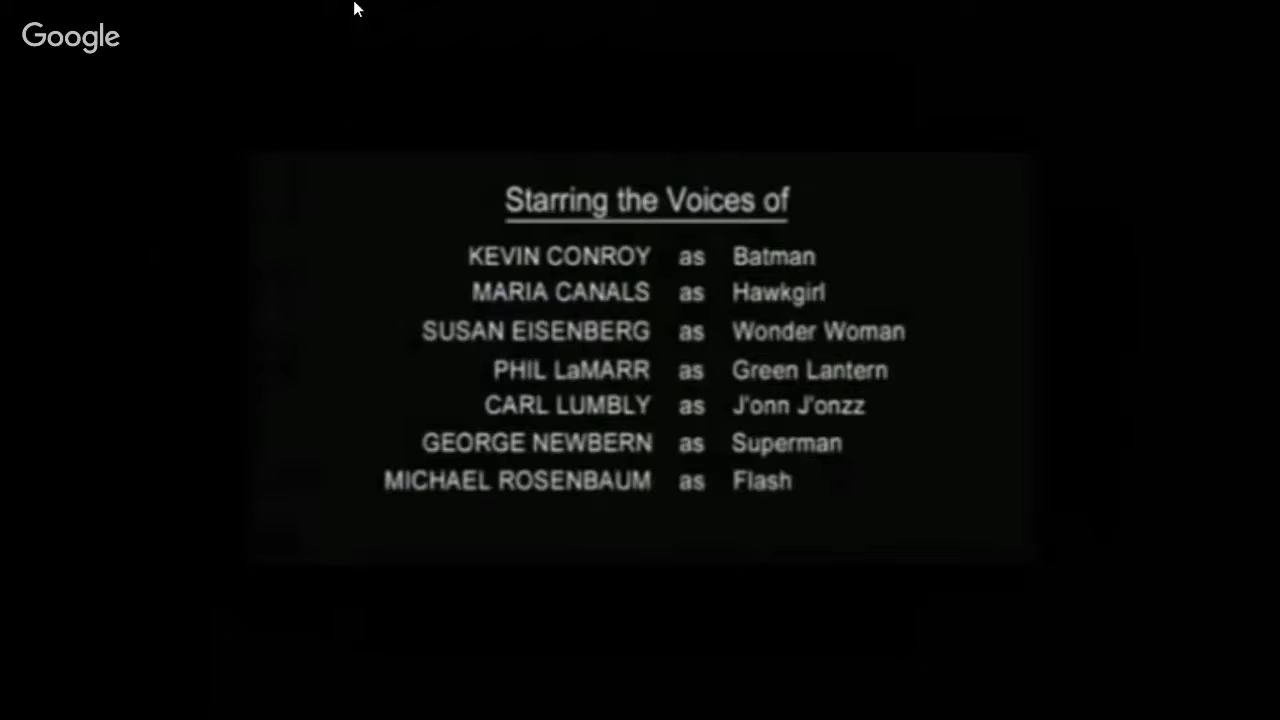 Google
Starring the Voices of
KEVIN CONROY as Batman
MARIA CANALS as Hawkgirl
SUSAN EISENBERG as Wonder Woman
PHIL LaMARR as Green Lantern
CARL LUMBLY as J'onn J'onzz
GEORGE NEWBERN as Superman
MICHAEL ROSENBAUM as Flash